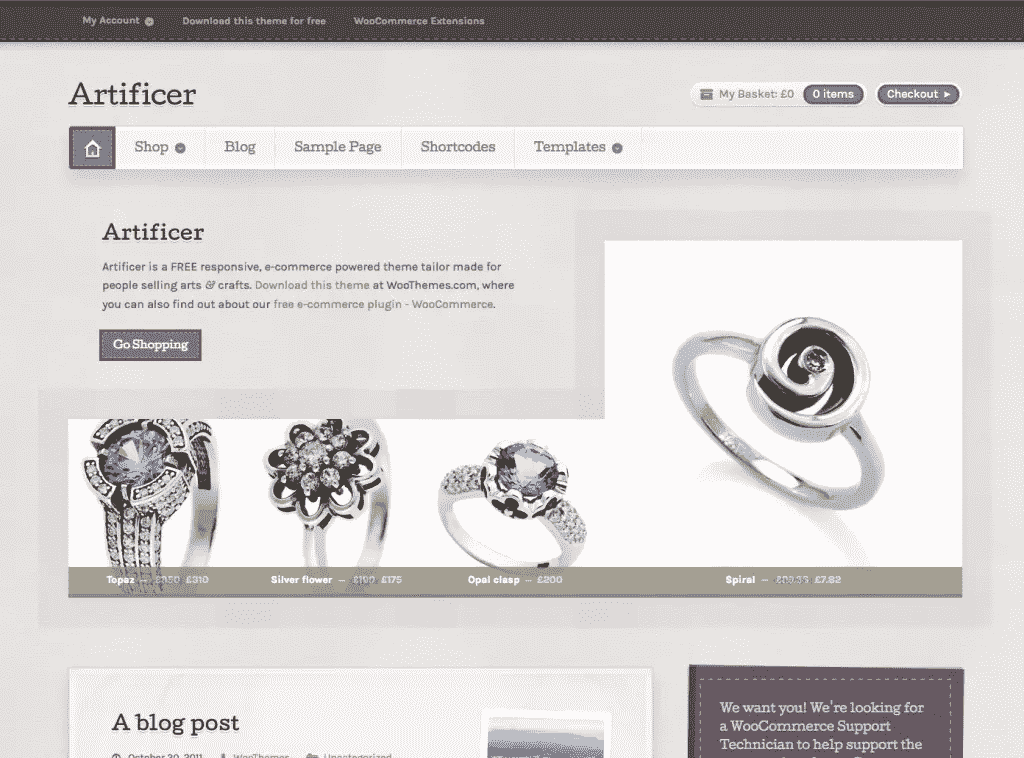 My Account
Download this theme for free
WooCommerce Extensions
Artificer
My Basket: £0
0 items
Checkout
Shop
Blog
Sample Page
Shortcodes
Templates
Artificer
Artificer is a FREE responsive, e-commerce powered theme tailor made for
people selling arts & crafts. Download this theme at WooThemes.com, where
you can also find out about our free e-commerce plugin - WooCommerce.
Go Shopping
Topaz — £310
Silver flower — £190 £175
Opal clasp — £200
Spiral — £7.82
A blog post
October 30, 2011 WooThemes Uncategorized
We want you! We're looking for
a WooCommerce Support
Technician to help support the